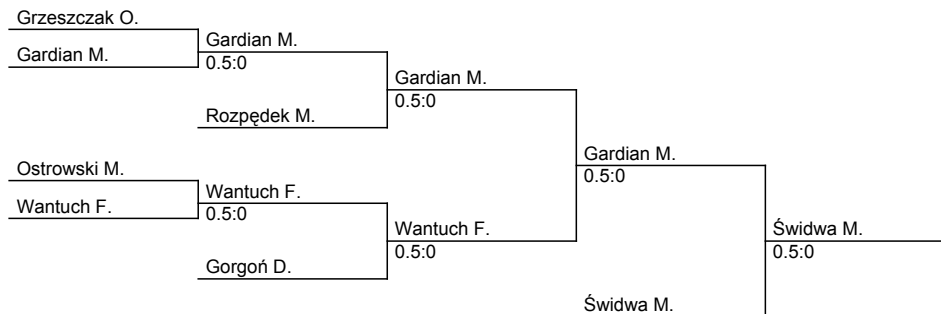 Grzeszczak O.
Gardian M.
Gardian M.
0.5:0
Gardian M.
0.5:0
Rozpędek M.
Gardian M.
0.5:0
Ostrowski M.
Wantuch F.
Wantuch F.
0.5:0
Wantuch F.
0.5:0
Świdwa M.
0.5:0
Gorgoń D.
Świdwa M.